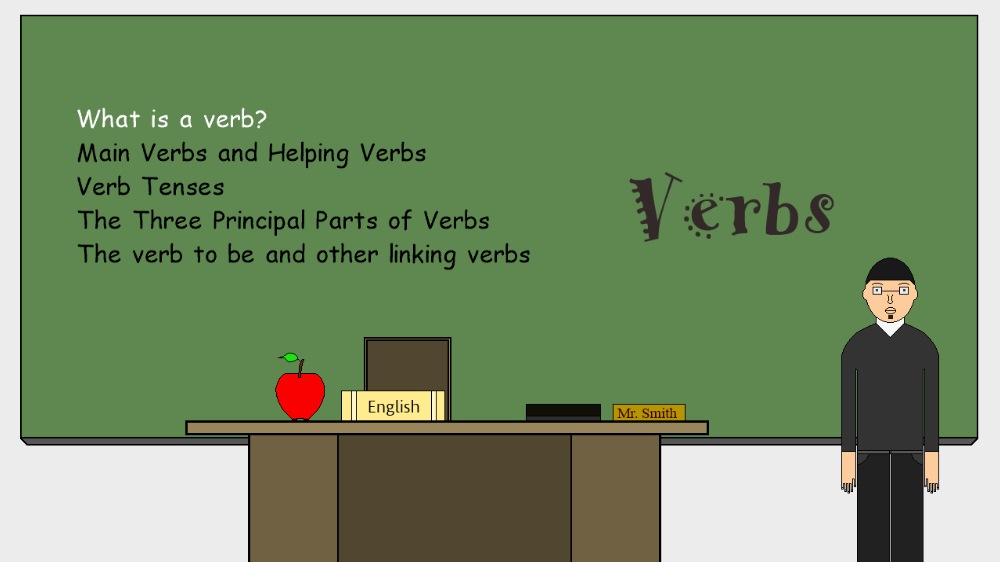 What is a verb?
Main Verbs and Helping Verbs
Verb Tenses
The Three Principal Parts of Verbs
The verb to be and other linking verbs
Verbs
English
Mr. Smith